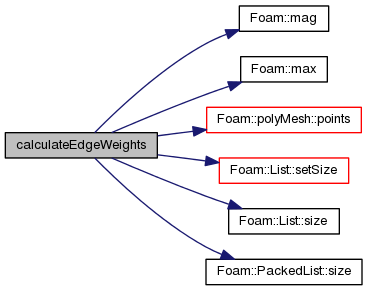 Foam::mag
Foam::max
Foam::polyMesh::points
calculateEdgeWeights
Foam::List::setSize
Foam::List::size
Foam::PackedList::size